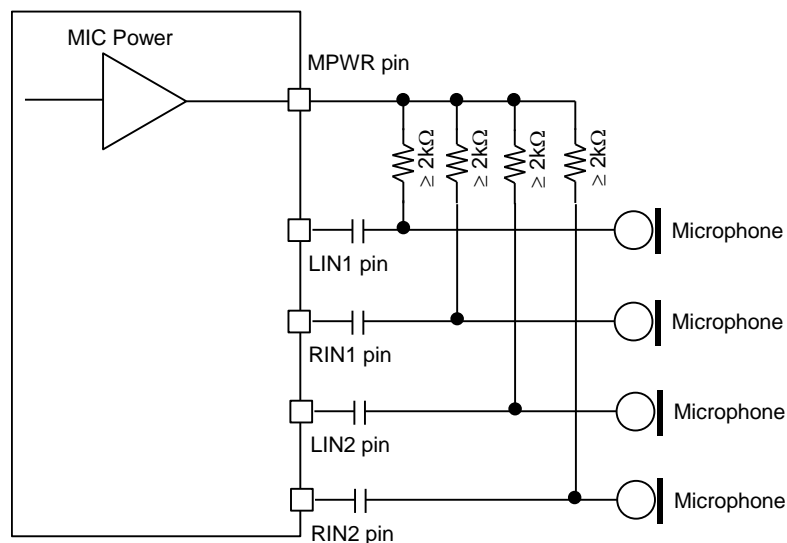 MIC Power
MPWR pin
≥ 2kΩ
≥ 2kΩ
≥ 2kΩ
≥ 2kΩ
LIN1 pin
Microphone
RIN1 pin
Microphone
LIN2 pin
Microphone
RIN2 pin
Microphone